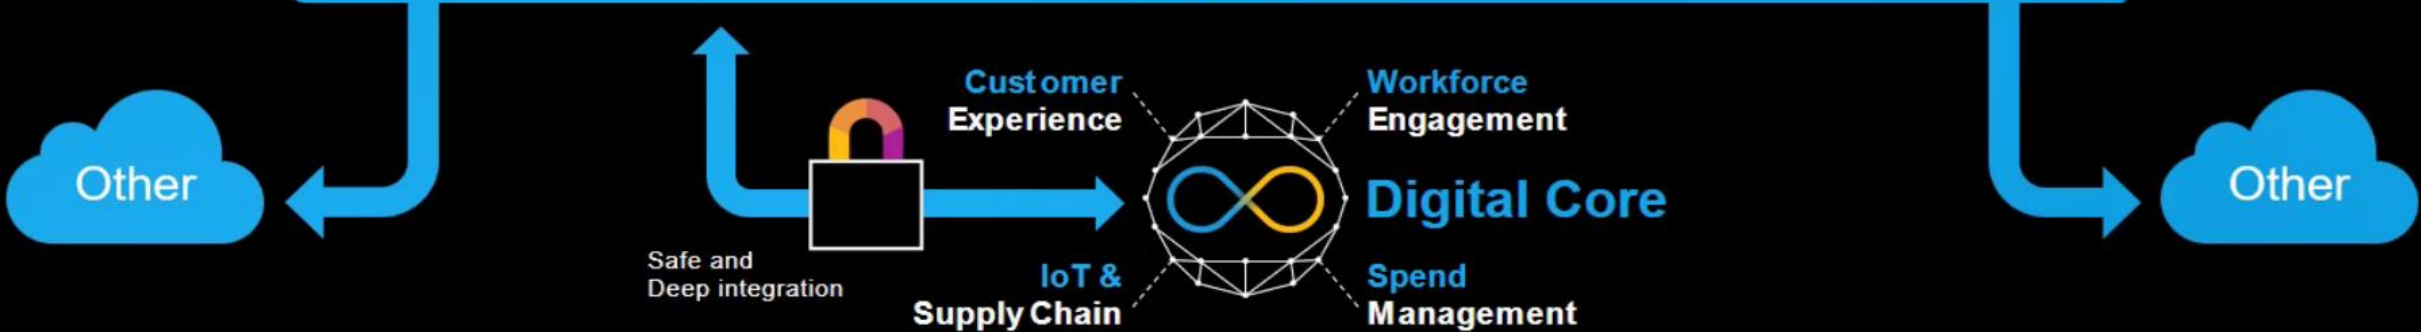 Other
Safe and
Deep integration
Customer
Experience
Workforce
Engagement
Digital Core
IoT &
Supply Chain
Spend
Management
Other